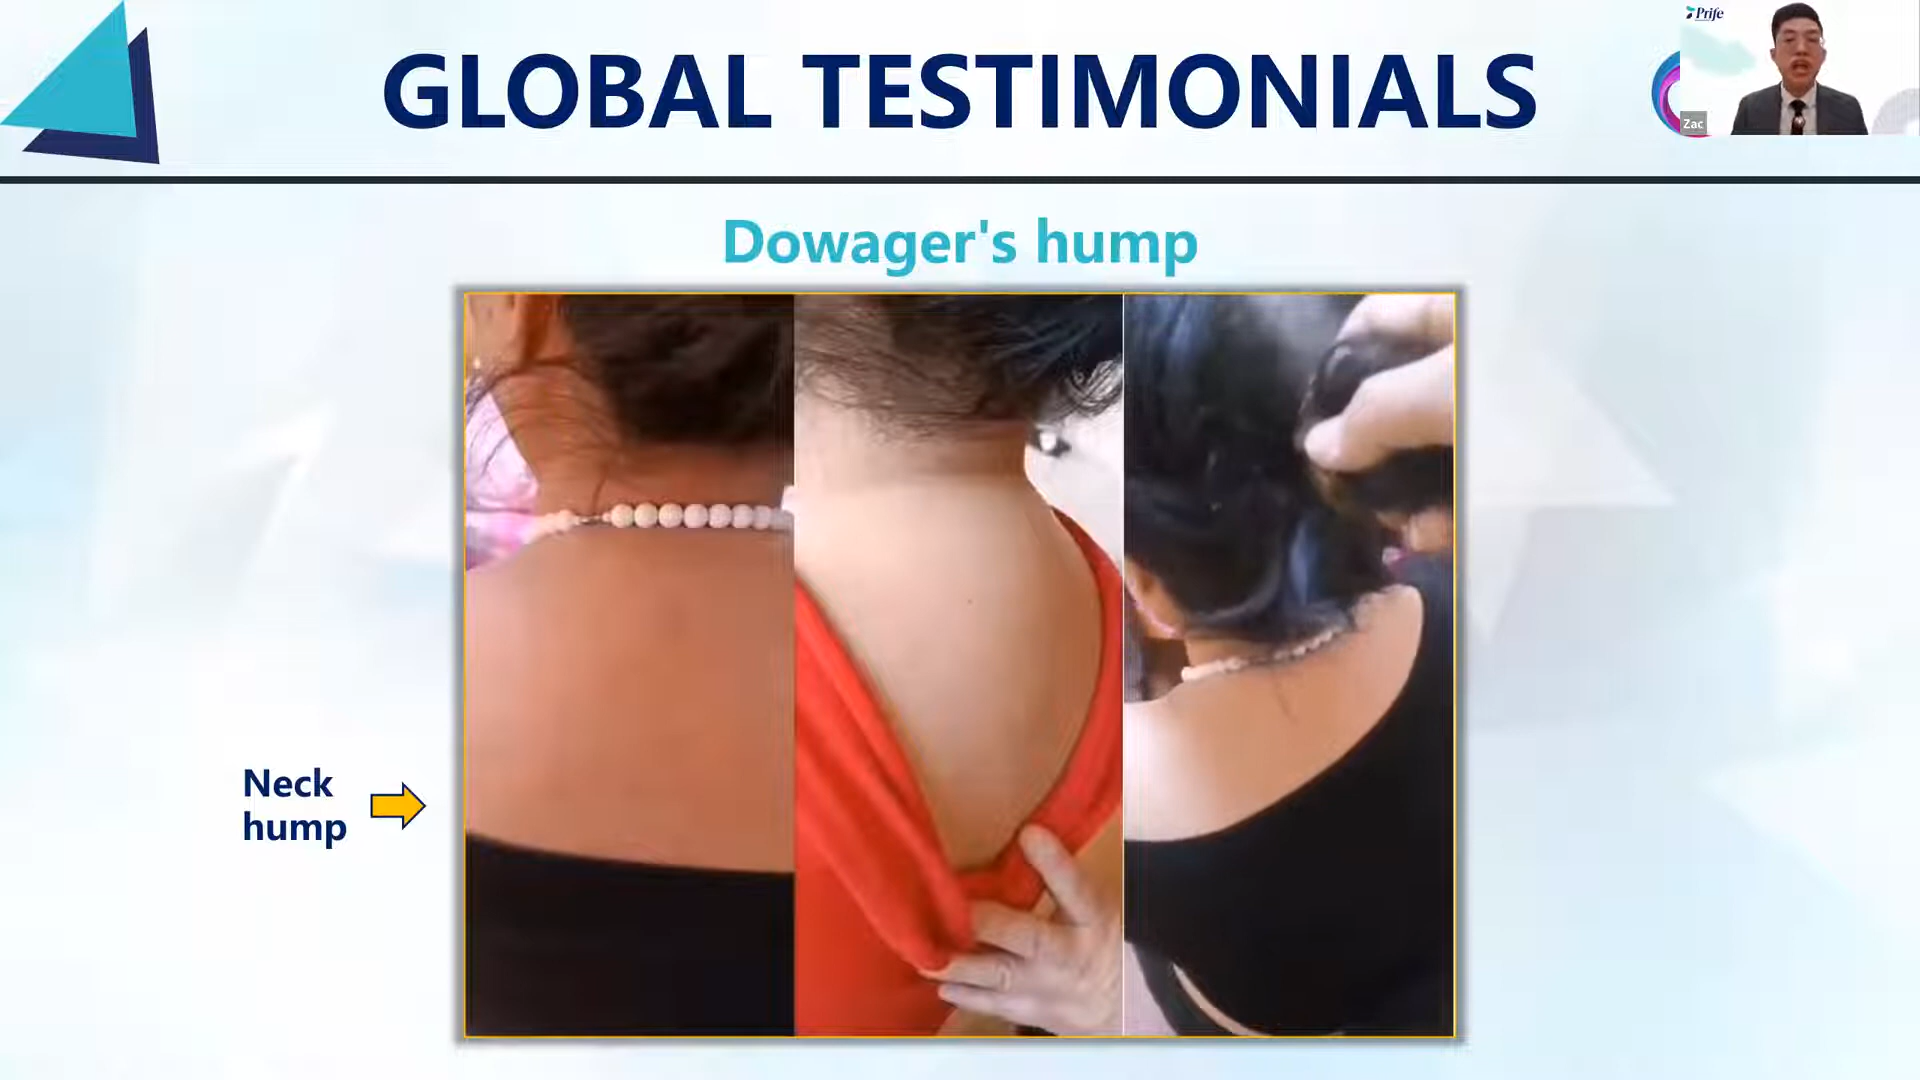 GLOBAL TESTIMONIALS
Prife
Zac
Dowager's hump
Neck
hump